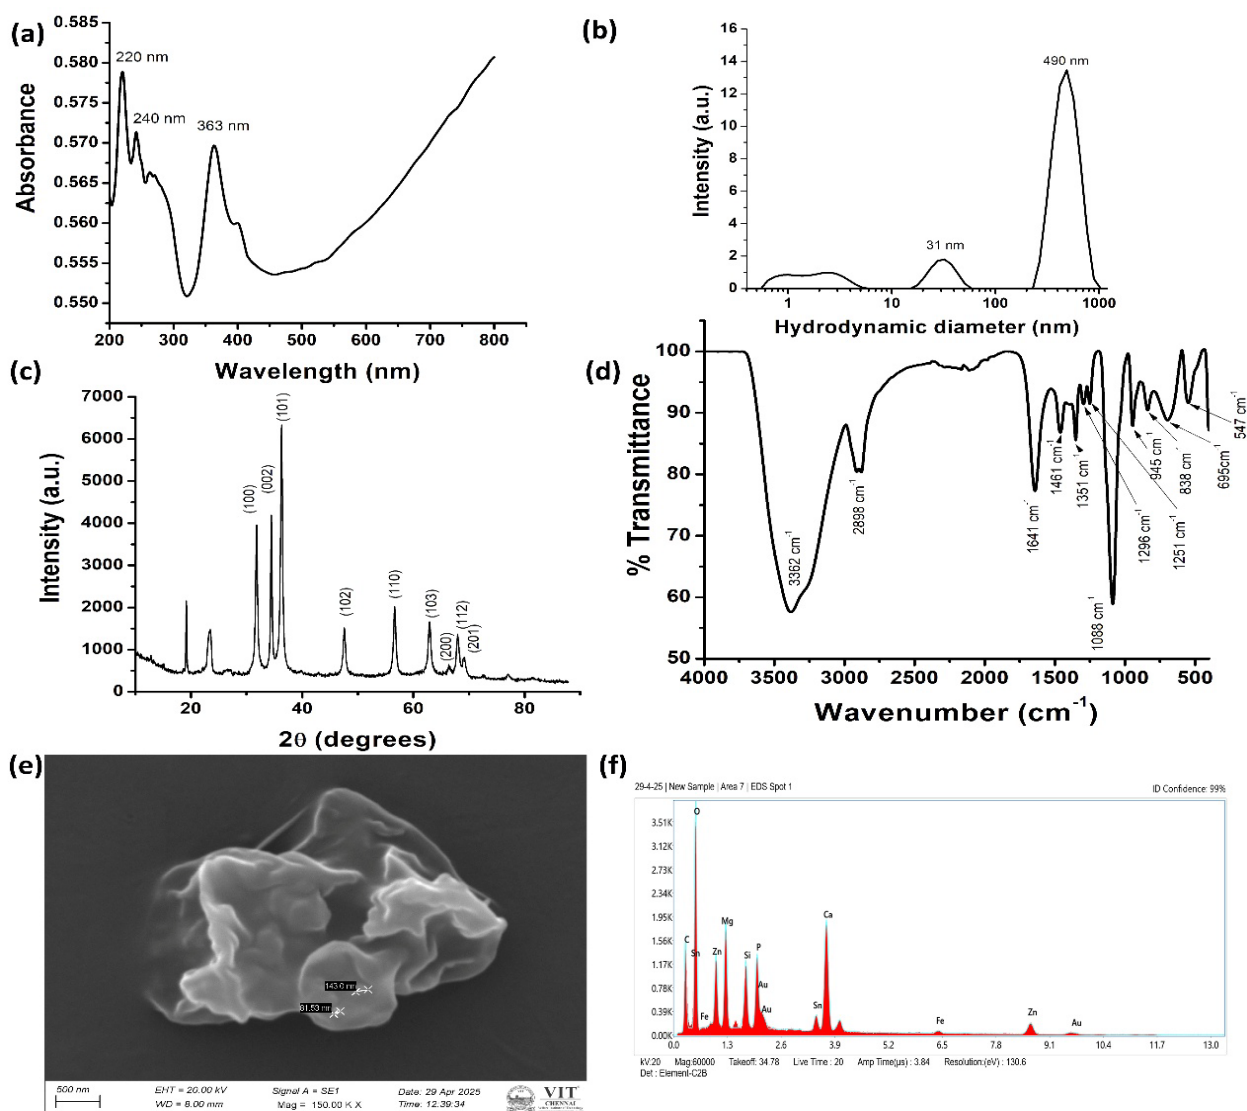 (a)
0.585
0.580
0.575
0.570
0.565
0.560
0.555
0.550
Absorbance
220 nm
240 nm
363 nm
200 300 400 500 600 700 800
Wavelength (nm)
(b)
16
14
12
10
8
6
4
2
0
Intensity (a.u.)
490 nm
31 nm
1 10 100 1000
Hydrodynamic diameter (nm)
(c)
7000
6000
5000
4000
3000
2000
1000
0
Intensity (a.u.)
(100)
(002)
(101)
(102)
(110)
(103)
(200)
(112)
(201)
20 40 60 80
2θ (degrees)
(d)
100
90
80
70
60
50
% Transmittance
3362 cm⁻¹
2898 cm⁻¹
1641 cm⁻¹
1461 cm⁻¹
1351 cm⁻¹
1088 cm⁻¹
1296 cm⁻¹
1251 cm⁻¹
945 cm⁻¹
838 cm⁻
695cm⁻¹
547 cm⁻¹
4000 3500 3000 2500 2000 1500 1000 500
Wavenumber (cm⁻¹)
(e)
143.0 nm
81.53 nm
500 nm
EHT = 20.00 kV
WD = 8.00 mm
Signal A = SE1
Mag = 150.00 K X
Date: 29 Apr 2025
Time: 12:39:34
VIT
CHENNAI
(f)
29-4-25 | New Sample | Area 7 | EDS Spot 1
ID Confidence: 99%
3.51K
3.12K
2.73K
2.34K
1.95K
1.56K
1.17K
0.78K
0.39K
0.00K
O
C
Sn
Fe
Zn
Mg
Si
P
Au
Au
Sn
Ca
Fe
Zn
Au
0.0 1.3 2.6 3.9 5.2 6.5 7.8 9.1 10.4 11.7 13.0
kV:20 Mag:60000 Takeoff: 34.78 Live Time : 20 Amp Time(µs) : 3.84 Resolution:(eV) : 130.6
Det : Element-C2B